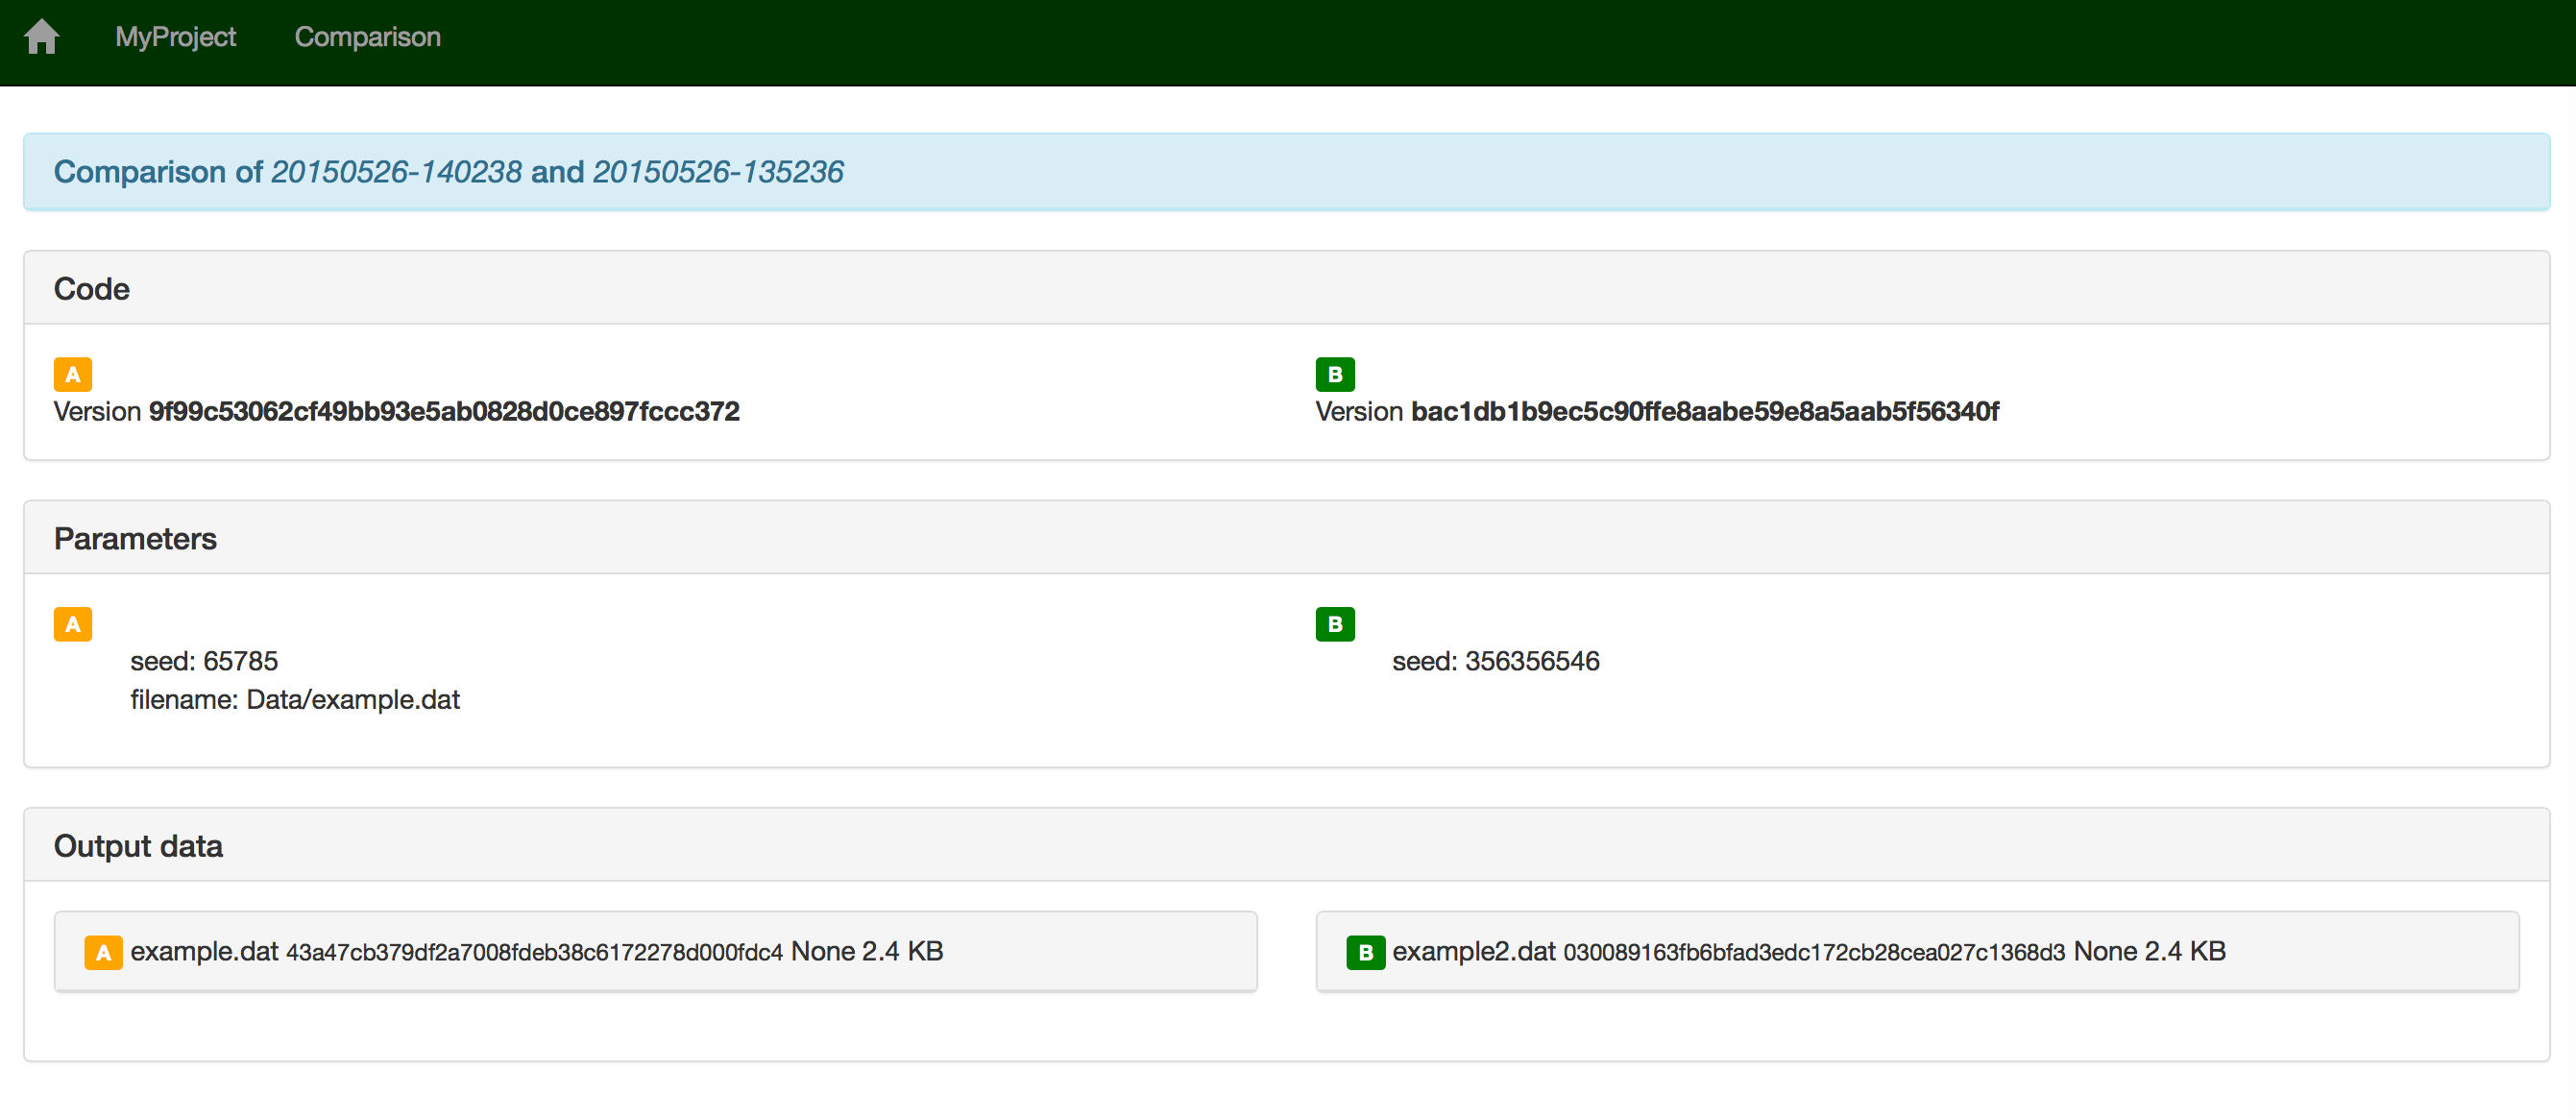 MyProject Comparison
Comparison of 20150526-140238 and 20150526-135236
Code
A
Version 9f99c53062cf49bb93e5ab0828d0ce897fccc372
B
Version bac1db1b9ec5c90ffe8aabe59e8a5aab5f56340f
Parameters
A
seed: 65785
filename: Data/example.dat
B
seed: 356356546
Output data
A example.dat 43a47cb379df2a7008fdeb38c6172278d000fdc4 None 2.4 KB
B example2.dat 030089163fb6bfad3edc172cb28cea027c1368d3 None 2.4 KB